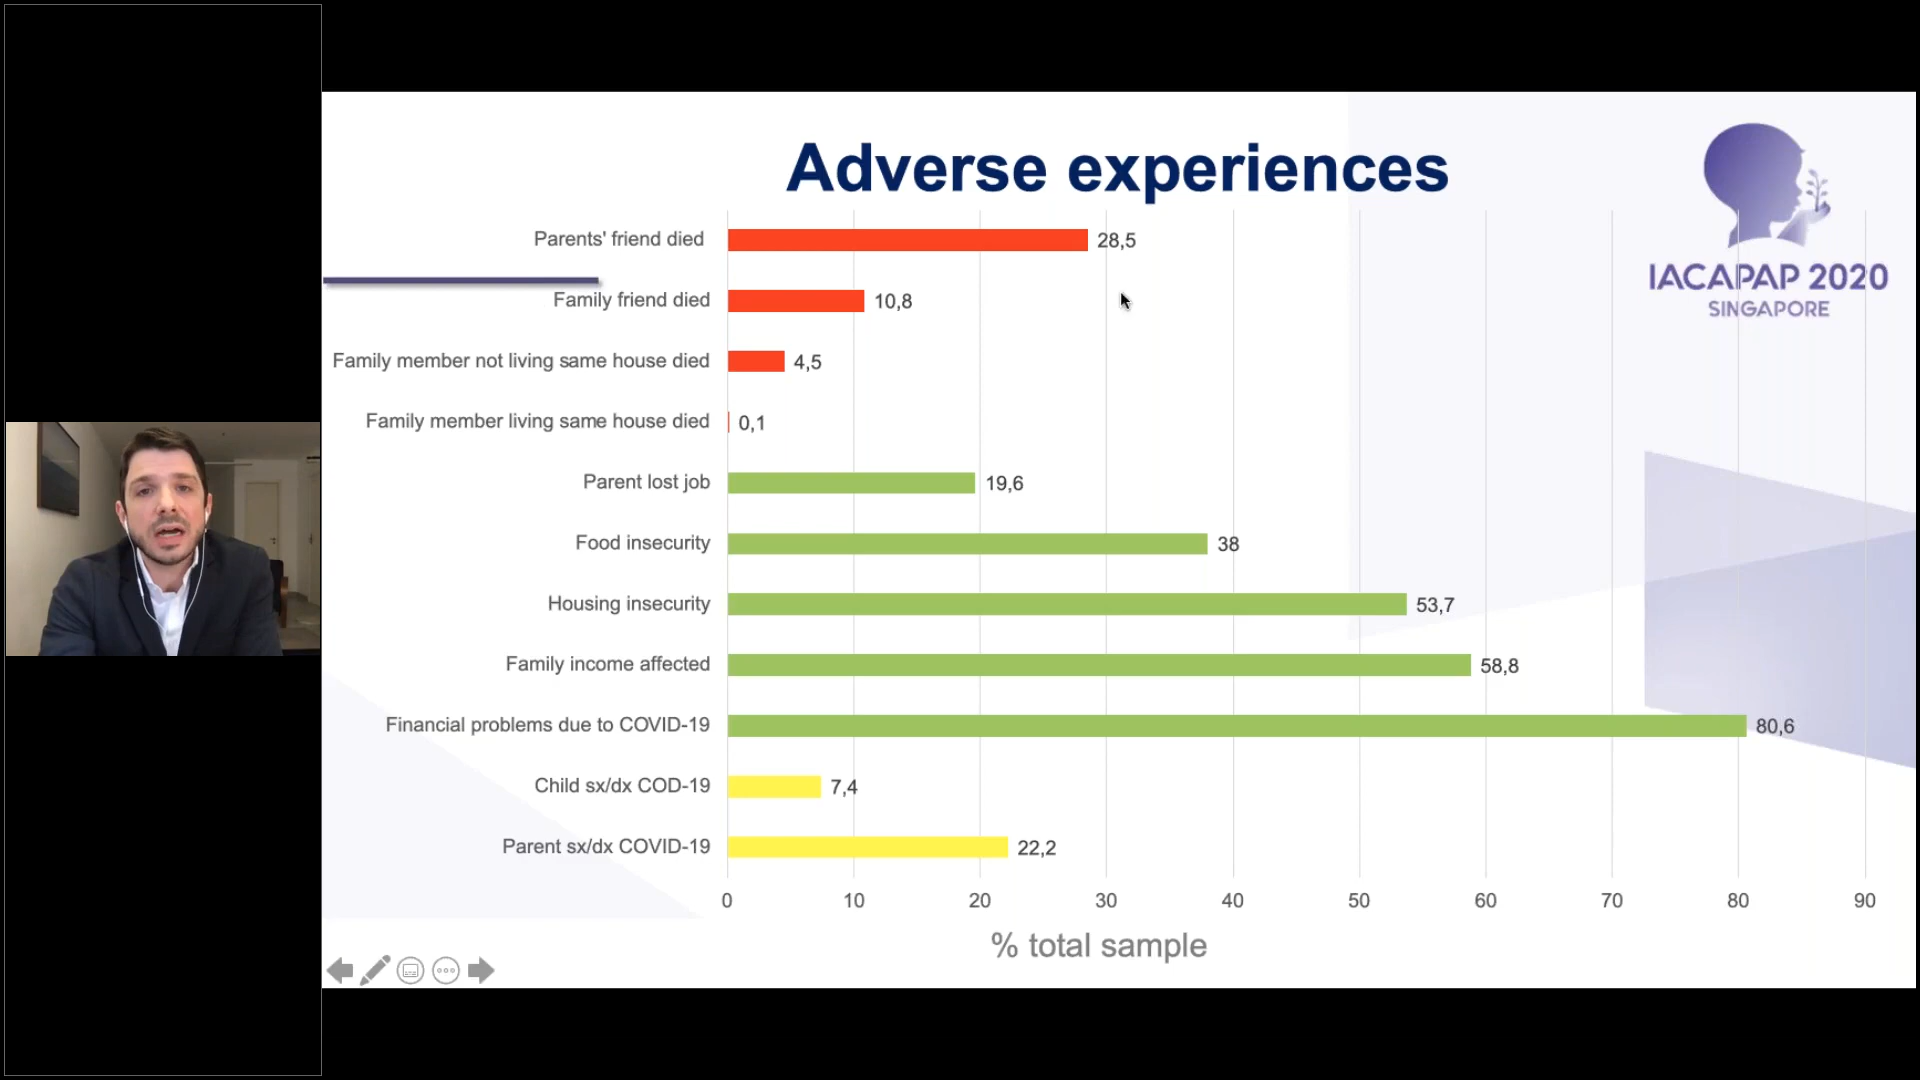 Adverse experiences
IACAPAP 2020
SINGAPORE
Parents' friend died 28,5
Family friend died 10,8
Family member not living same house died 4,5
Family member living same house died 0,1
Parent lost job 19,6
Food insecurity 38
Housing insecurity 53,7
Family income affected 58,8
Financial problems due to COVID-19 80,6
Child sx/dx COD-19 7,4
Parent sx/dx COVID-19 22,2
0 10 20 30 40 50 60 70 80 90
% total sample